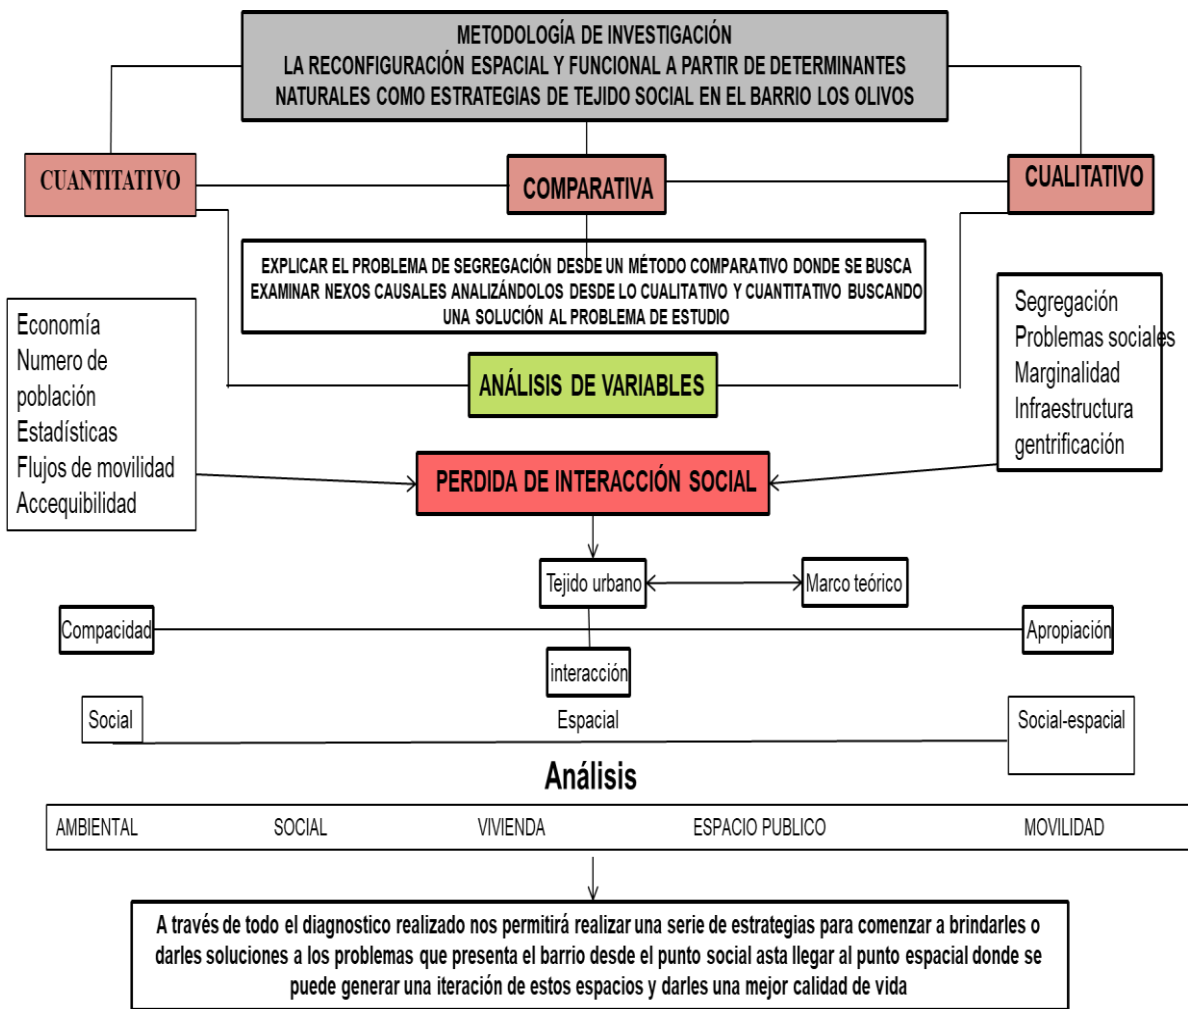 METODOLOGÍA DE INVESTIGACIÓN
LA RECONFIGURACIÓN ESPACIAL Y FUNCIONAL A PARTIR DE DETERMINANTES
NATURALES COMO ESTRATEGIAS DE TEJIDO SOCIAL EN EL BARRIO LOS OLIVOS
CUANTITATIVO
COMPARATIVA
CUALITATIVO
EXPLICAR EL PROBLEMA DE SEGREGACIÓN DESDE UN MÉTODO COMPARATIVO DONDE SE BUSCA
EXAMINAR NEXOS CAUSALES ANALIZÁNDOLOS DESDE LO CUALITATIVO Y CUANTITATIVO BUSCANDO
UNA SOLUCIÓN AL PROBLEMA DE ESTUDIO
Economía
Numero de
población
Estadísticas
Flujos de movilidad
Accequibilidad
Segregación
Problemas sociales
Marginalidad
Infraestructura
gentrificación
ANÁLISIS DE VARIABLES
PERDIDA DE INTERACCIÓN SOCIAL
Tejido urbano
Marco teórico
Compacidad
Apropiación
interacción
Social
Espacial
Social-espacial
Análisis
AMBIENTAL SOCIAL VIVIENDA ESPACIO PUBLICO MOVILIDAD
A través de todo el diagnostico realizado nos permitirá realizar una serie de estrategias para comenzar a brindarles o
darles soluciones a los problemas que presenta el barrio desde el punto social asta llegar al punto espacial donde se
puede generar una iteración de estos espacios y darles una mejor calidad de vida